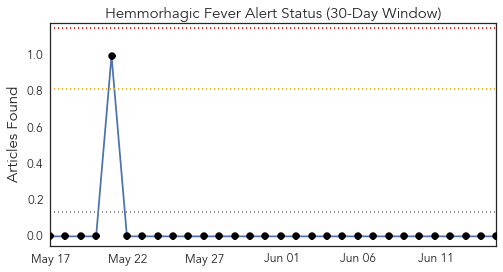 Hemmorhagic Fever Alert Status (30-Day Window)
Articles Found
1.0
0.8
0.6
0.4
0.2
0.0
May 17 May 22 May 27 Jun 01 Jun 06 Jun 11